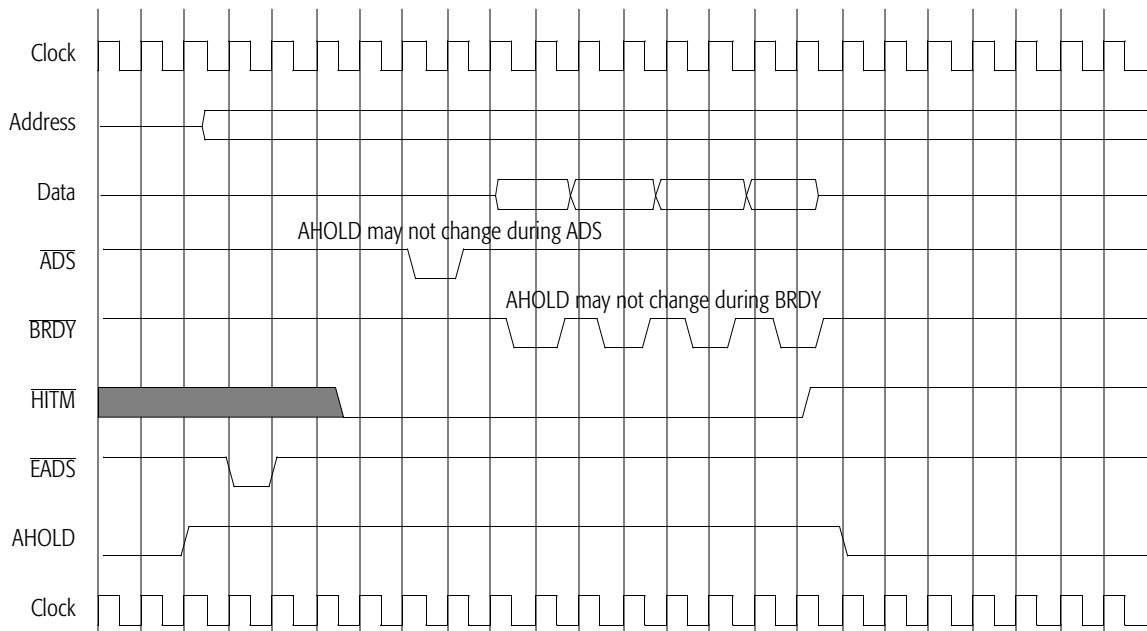 Clock
Address
Data
AHOLD may not change during ADS
ADS
AHOLD may not change during BRDY
BRDY
HITM
EADS
AHOLD
Clock